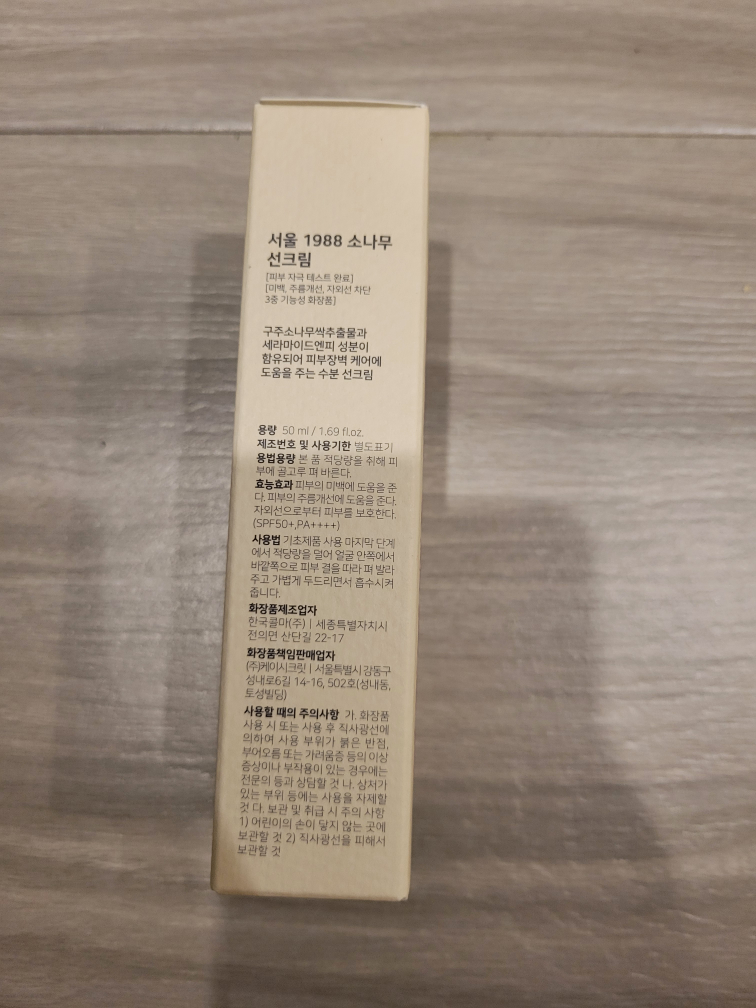 서울 1988 소나무
선크림
[피부 자극 테스트 완료]
[미백, 주름개선, 자외선 차단
3종 기능성 화장품]
구주소나무싹추출물과
세라마이드엔피 성분이
함유되어 피부장벽 케어에
도움을 주는 수분 선크림
용량 50 ml / 1.69 fl.oz.
제조번호 및 사용기한 별도표기
용법용량 본 품 적당량을 취해 피
부에 골고루 펴 바른다.
효능효과 피부의 미백에 도움을 준
다. 피부의 주름개선에 도움을 준다.
자외선으로부터 피부를 보호한다.
(SPF50+,PA++++)
사용법 기초제품 사용 마지막 단계
에서 적당량을 덜어 얼굴 안쪽에서
바깥쪽으로 피부 결을 따라 펴 발라
주고 가볍게 두드리면서 흡수시켜
줍니다.
화장품제조업자
한국콜마(주) | 세종특별자치시
전의면 산단길 22-17
화장품책임판매업자
(주)케이시크릿 | 서울특별시 강동구
성내로6길 14-16, 502호(성내동,
토성빌딩)
사용할 때의 주의사항 가. 화장품
사용 시 또는 사용 후 직사광선에
의하여 사용 부위가 붉은 반점,
부어오름 또는 가려움증 등의 이상
증상이나 부작용이 있는 경우에는
전문의 등과 상담할 것 나. 상처가
있는 부위 등에는 사용을 자제할
것 다. 보관 및 취급 시 주의 사항
1) 어린이의 손이 닿지 않는 곳에
보관할 것 2) 직사광선을 피해서
보관할 것